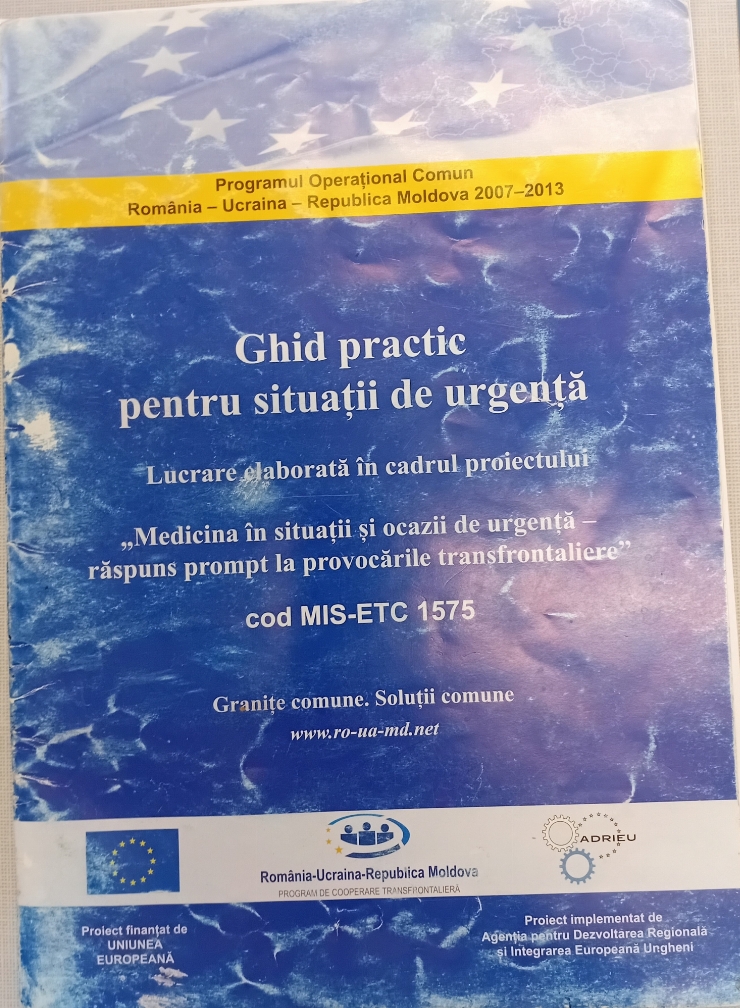 Programul Operațional Comun
România – Ucraina – Republica Moldova 2007–2013
Ghid practic
pentru situații de urgență
Lucrare elaborată în cadrul proiectului
„Medicina în situații și ocazii de urgență –
răspuns prompt la provocările transfrontaliere”
cod MIS-ETC 1575
Granițe comune. Soluții comune
www.ro-ua-md.net
România-Ucraina-Republica Moldova
PROGRAM DE COOPERARE TRANSFRONTALIERĂ
ADRIEU
Proiect finanțat de
UNIUNEA
EUROPEANĂ
Proiect implementat de
Agenția pentru Dezvoltarea Regională
și Integrarea Europeană Ungheni